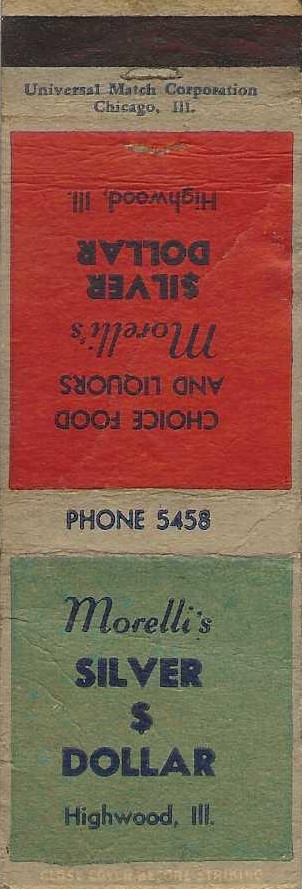 Universal Match Corporation
Chicago, Ill.
CHOICE FOOD
AND LIQUORS
Morelli's
$ILVER
DOLLAR
Highwood, Ill.
PHONE 5458
Morelli's
SILVER
$
DOLLAR
Highwood, Ill.
CLOSE COVER BEFORE STRIKING